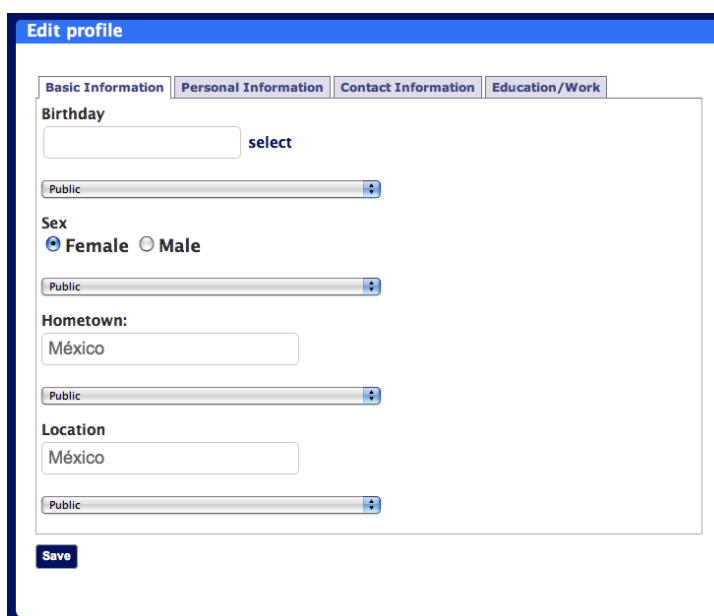 Edit profile
Basic Information Personal Information Contact Information Education/Work
Birthday
select
Public
Sex
Female Male
Public
Hometown:
México
Public
Location
México
Public
Save